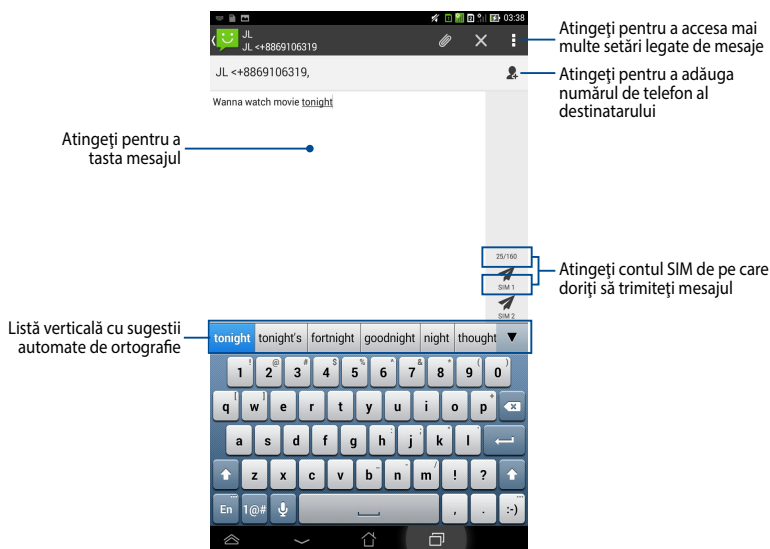 03:38
JL
JL <+8869106319
Atingeţi pentru a accesa mai
multe setări legate de mesaje
JL <+8869106319,
Atingeţi pentru a adăuga
numărul de telefon al
destinatarului
Wanna watch movie tonight
Atingeţi pentru a
tasta mesajul
25/160
SIM 1
SIM 2
Atingeţi contul SIM de pe care
doriţi să trimiteţi mesajul
Listă verticală cu sugestii
automate de ortografie
tonight tonight's fortnight goodnight night thought
1 ! 2 @ 3 # 4 $ 5 % 6 ^ 7 & 8 * 9 ( 0 )
q [ w ] e r t y u i o p +
a s d f g h : j ; k ' l
z x c v b - n m / ! ?
En 1@# , . :-)